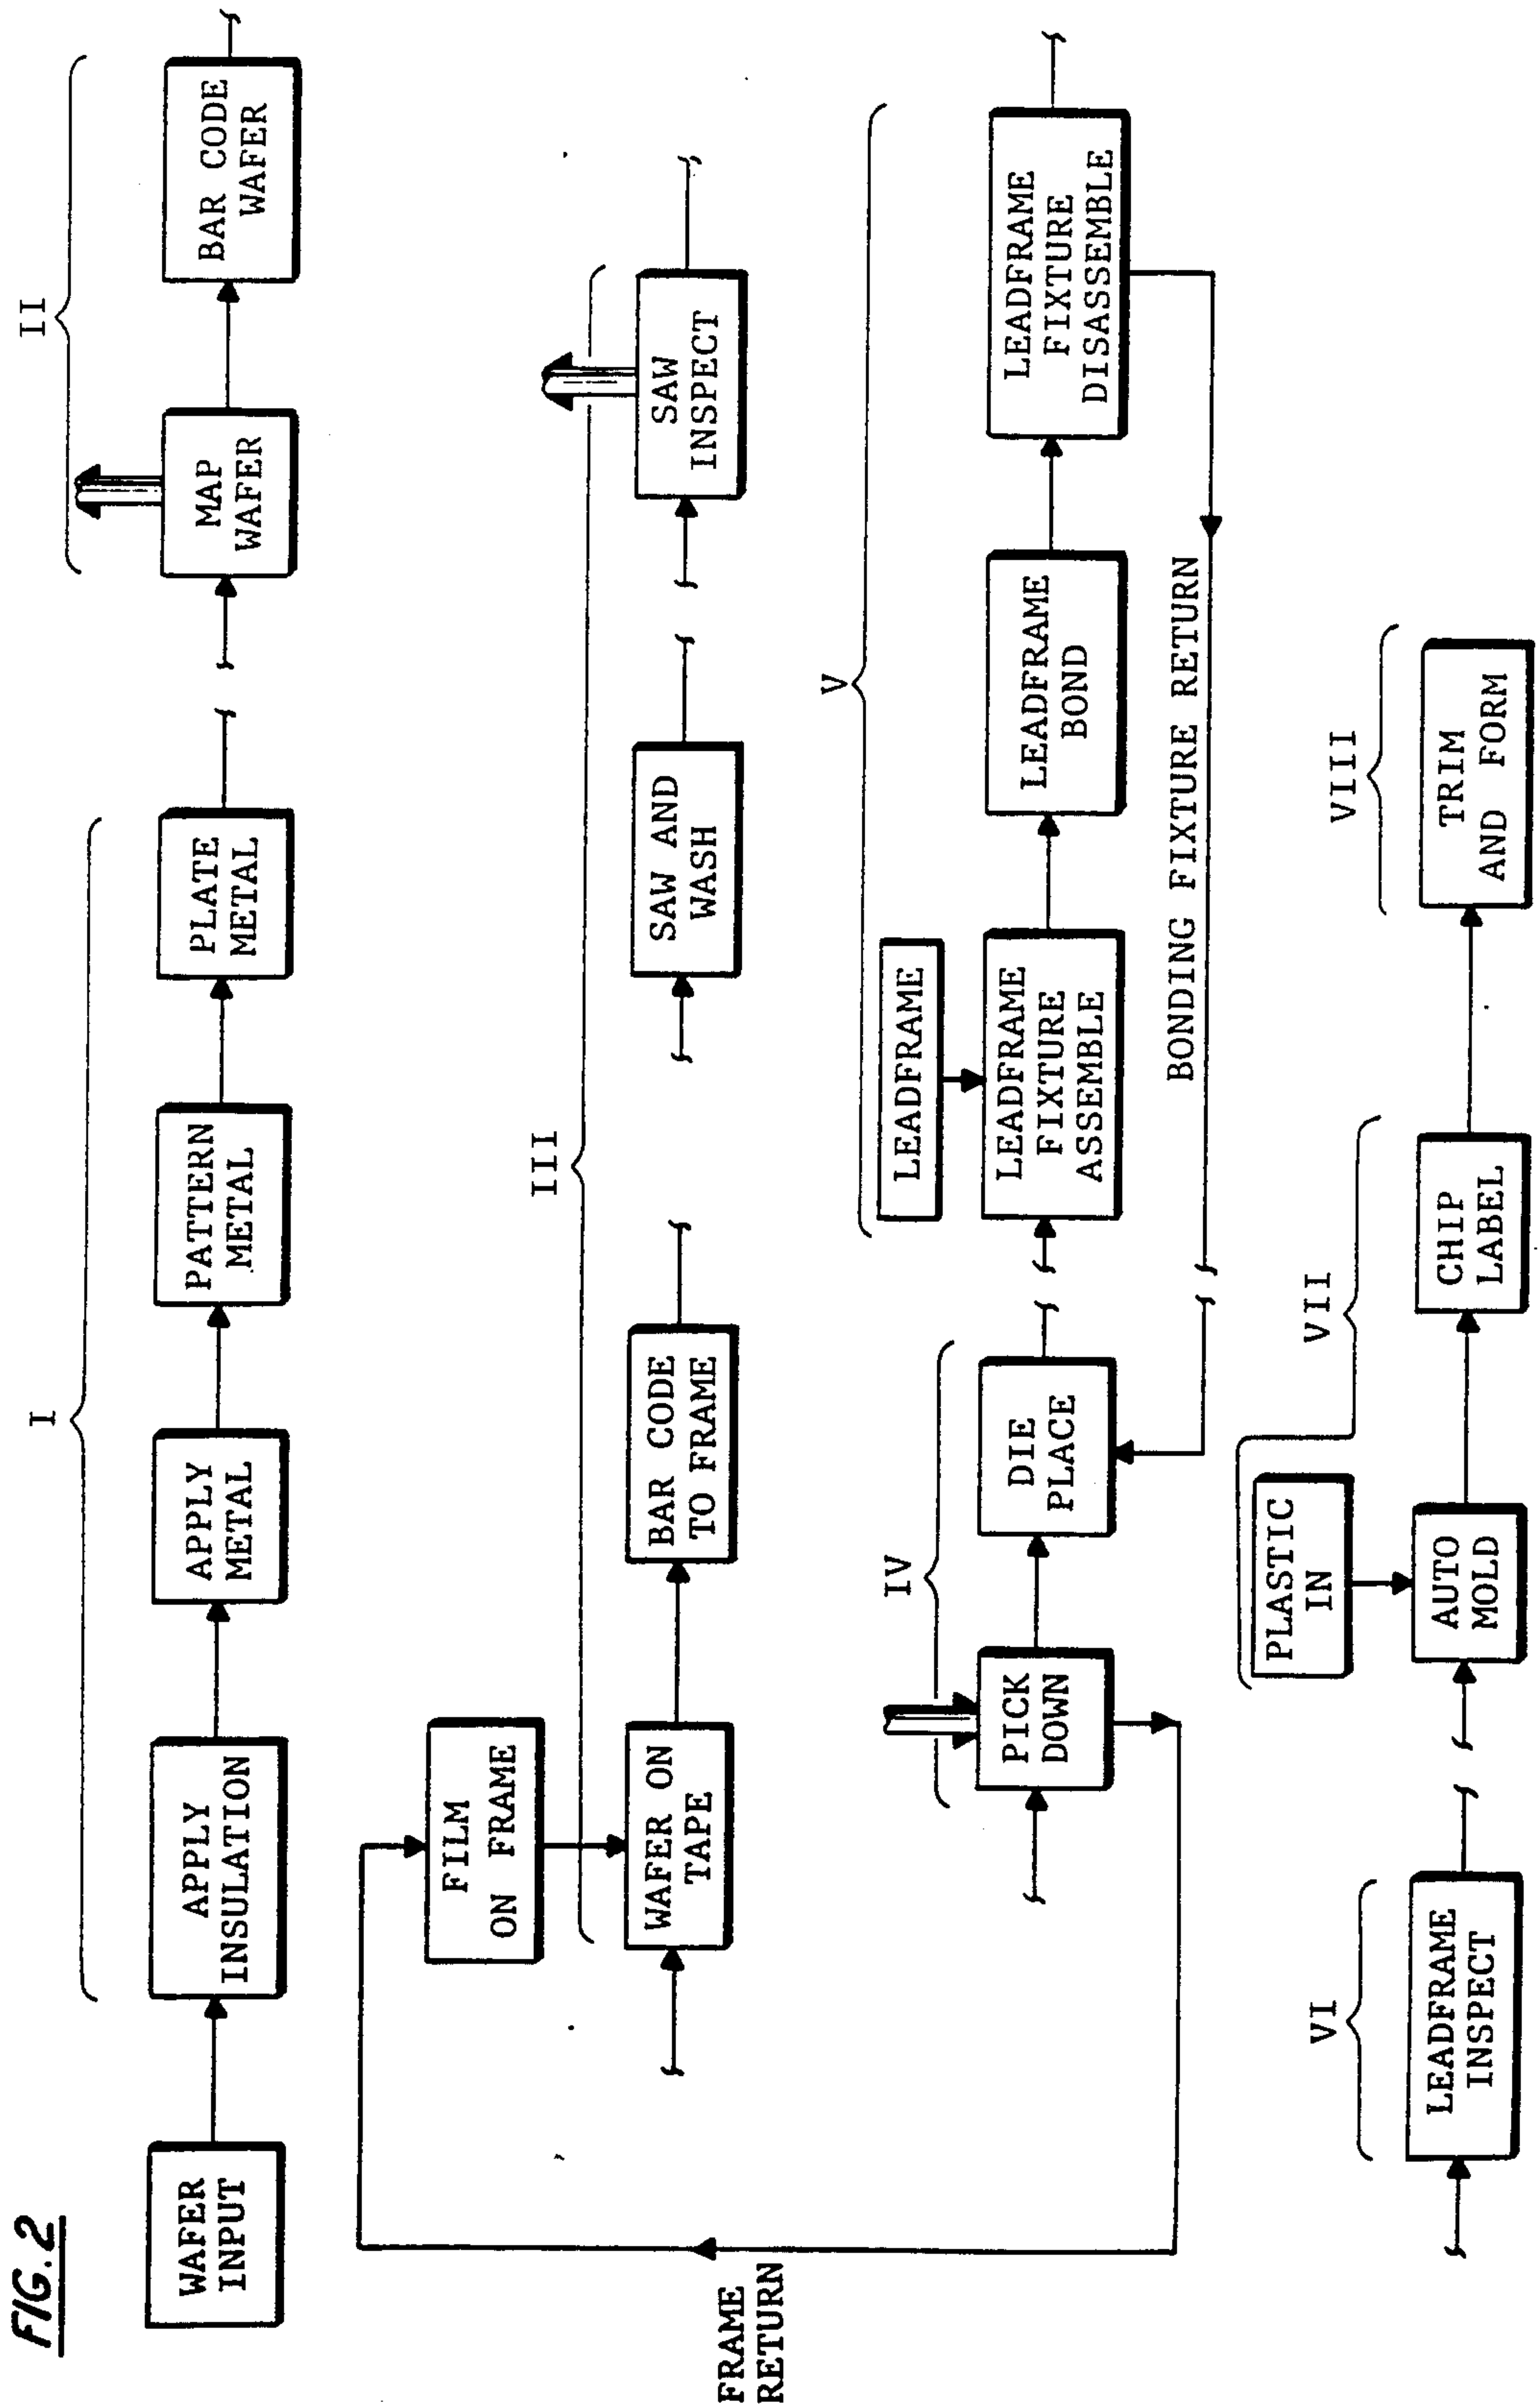 FIG. 2
I
II
WAFER
INPUT
APPLY
INSULATION
APPLY
METAL
PATTERN
METAL
PLATE
METAL
MAP
WAFER
BAR CODE
WAFER
FILM
ON FRAME
III
WAFER ON
TAPE
BAR CODE
TO FRAME
SAW AND
WASH
SAW
INSPECT
FRAME
RETURN
IV
V
PICK
DOWN
DIE
PLACE
LEADFRAME
LEADFRAME
FIXTURE
ASSEMBLE
LEADFRAME
BOND
LEADFRAME
FIXTURE
DISASSEMBLE
BONDING FIXTURE RETURN
VI
VII
VIII
LEADFRAME
INSPECT
PLASTIC
IN
AUTO
MOLD
CHIP
LABEL
TRIM
AND FORM